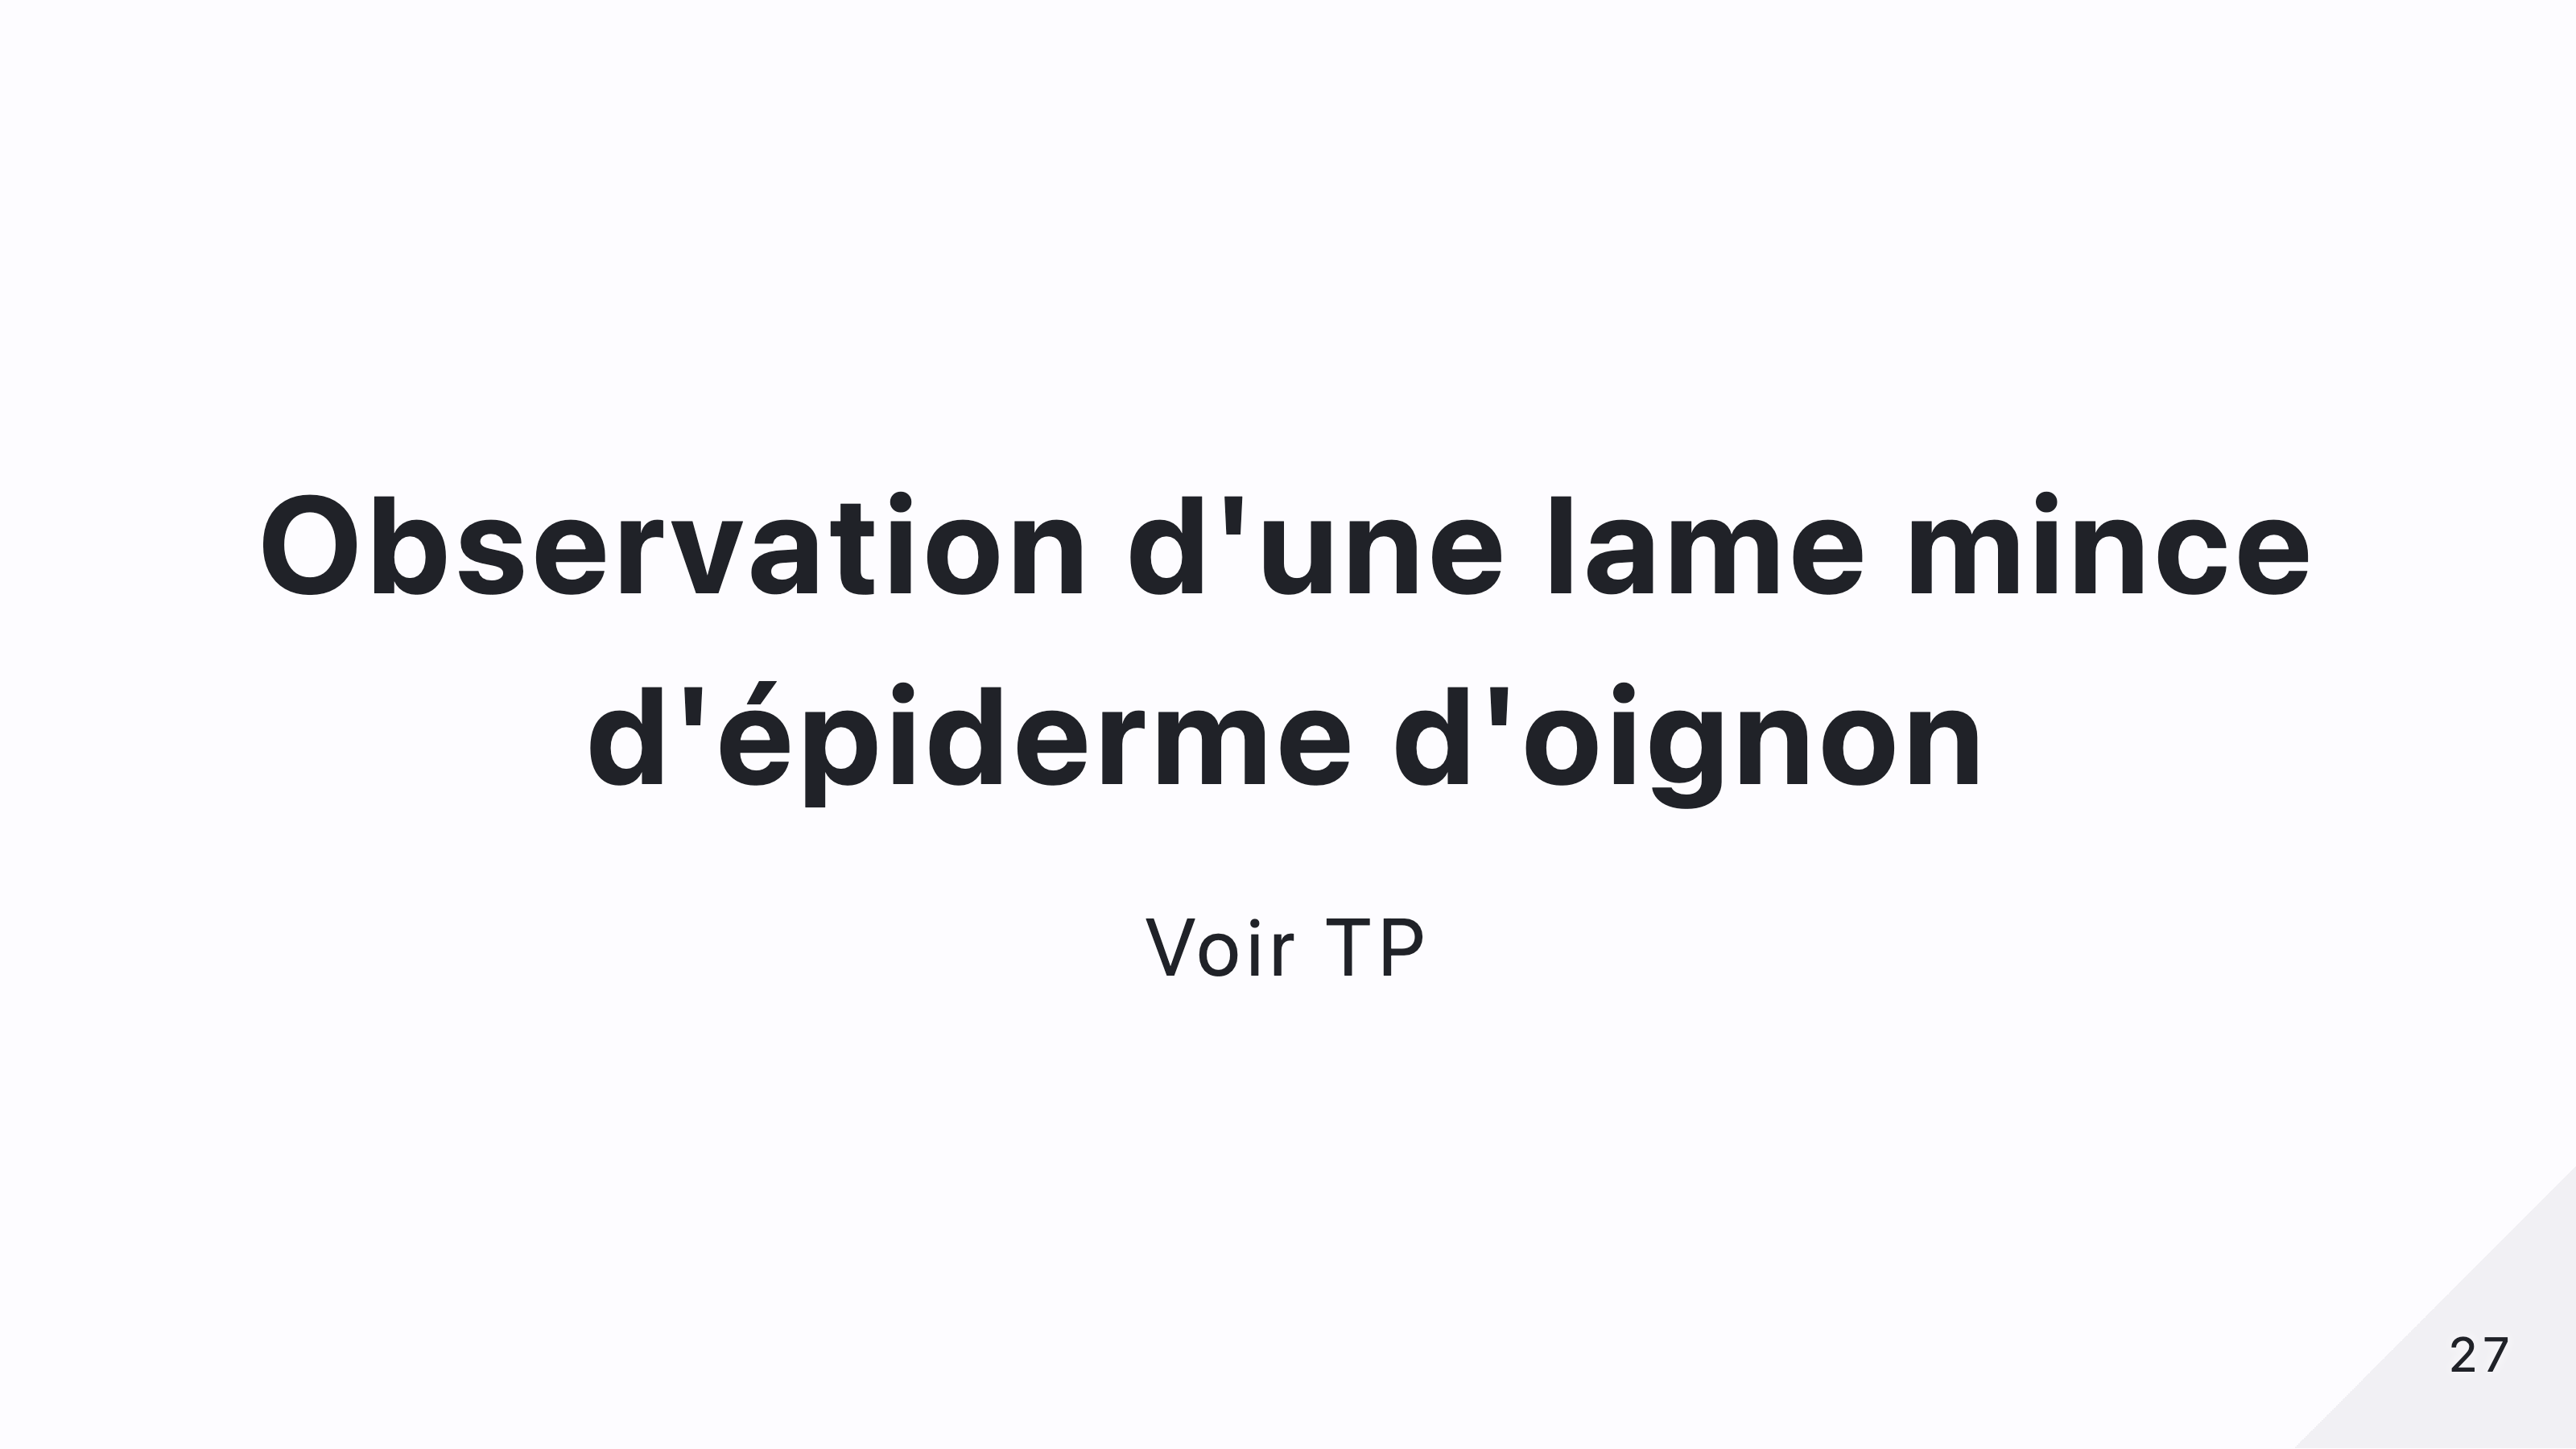 Observation d'une lame mince
d'épiderme d'oignon
Voir TP
27